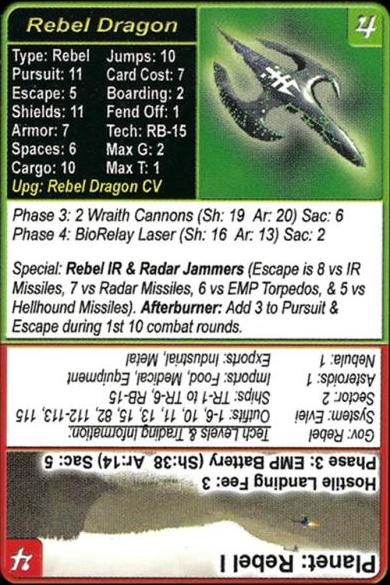 Rebel Dragon 4
Type: Rebel Jumps: 10
Pursuit: 11 Card Cost: 7
Escape: 5 Boarding: 2
Shields: 11 Fend Off: 1
Armor: 7 Tech: RB-15
Spaces: 6 Max G: 2
Cargo: 10 Max T: 1
Upg: Rebel Dragon CV
Phase 3: 2 Wraith Cannons (Sh: 19 Ar: 20) Sac: 6
Phase 4: BioRelay Laser (Sh: 16 Ar: 13) Sac: 2
Special: Rebel IR & Radar Jammers (Escape is 8 vs IR
Missiles, 7 vs Radar Missiles, 6 vs EMP Torpedos, & 5 vs
Hellhound Missiles). Afterburner: Add 3 to Pursuit &
Escape during 1st 10 combat rounds.
Planet: Rebel I 4
Hostile Landing Fee: 3
Phase 3: EMP Battery (Sh:38 Ar:14) Sac: 5
Gov: Rebel Tech Levels & Trading Information:
System: Evlei Outfits: 1-6, 10, 11, 13, 15, 82, 112-113, 115
Sector: 2 Ships: TR-1 to TR-6, RB-15
Asteroids: 1 Imports: Food, Medical, Equipment
Nebula: 1 Exports: Industrial, Metal